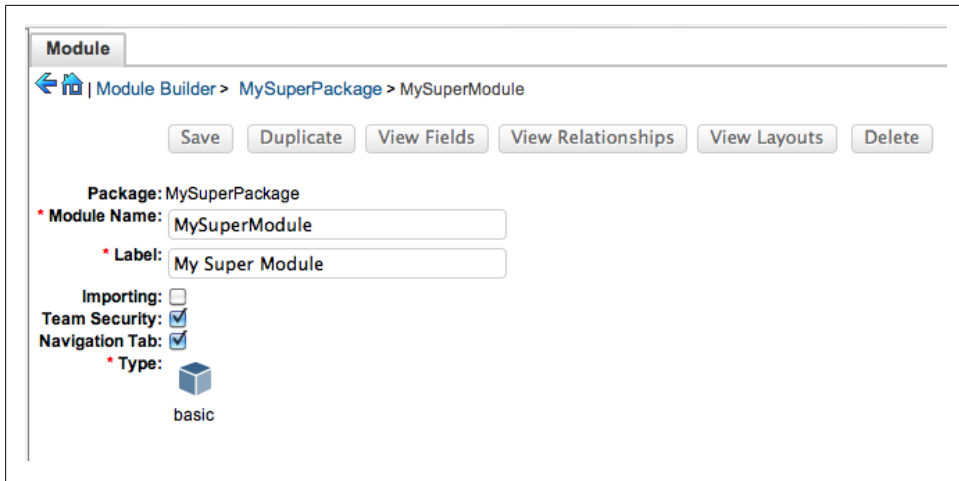 Module
| Module Builder > MySuperPackage > MySuperModule
Save Duplicate View Fields View Relationships View Layouts Delete
Package: MySuperPackage
* Module Name: MySuperModule
* Label: My Super Module
Importing:
Team Security:
Navigation Tab:
* Type:
basic